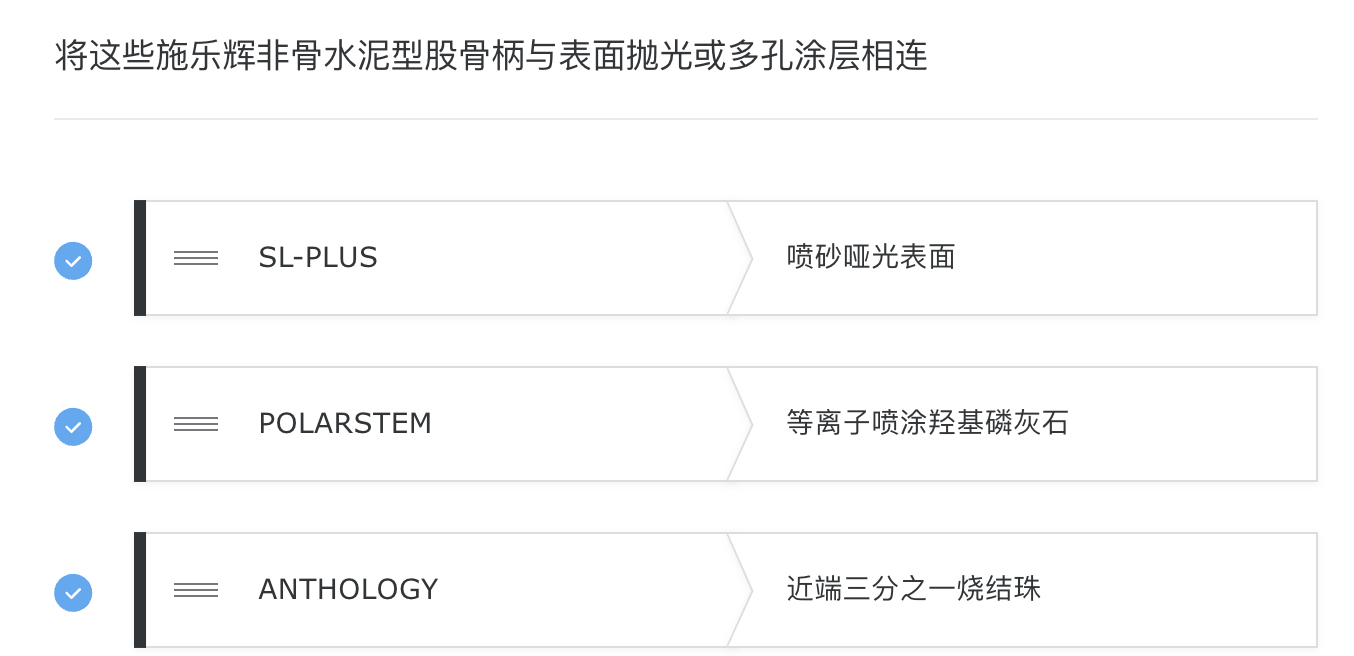 将这些施乐辉非骨水泥型股骨柄与表面抛光或多孔涂层相连
SL-PLUS
喷砂哑光表面
POLARSTEM
等离子喷涂羟基磷灰石
ANTHOLOGY
近端三分之一烧结珠